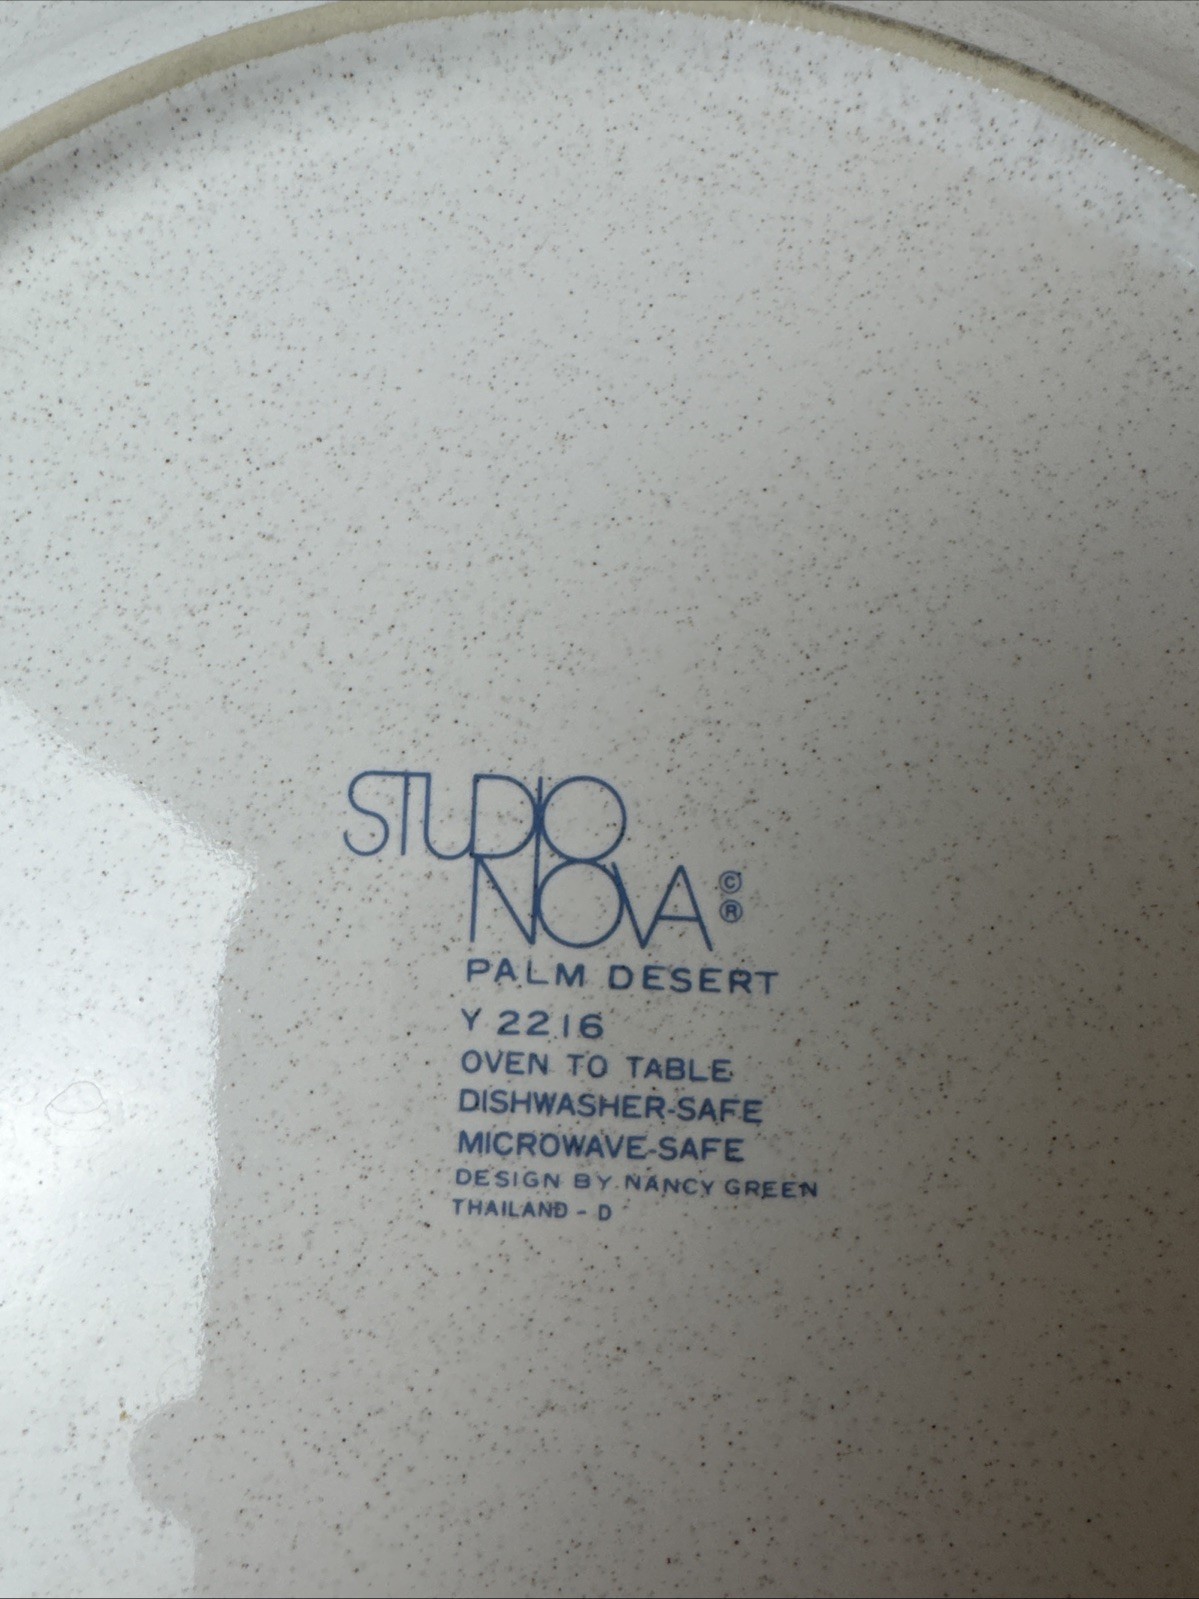 STUDIO
NOVA © ®
PALM DESERT
Y 2216
OVEN TO TABLE
DISHWASHER-SAFE
MICROWAVE-SAFE
DESIGN BY NANCY GREEN
THAILAND - D